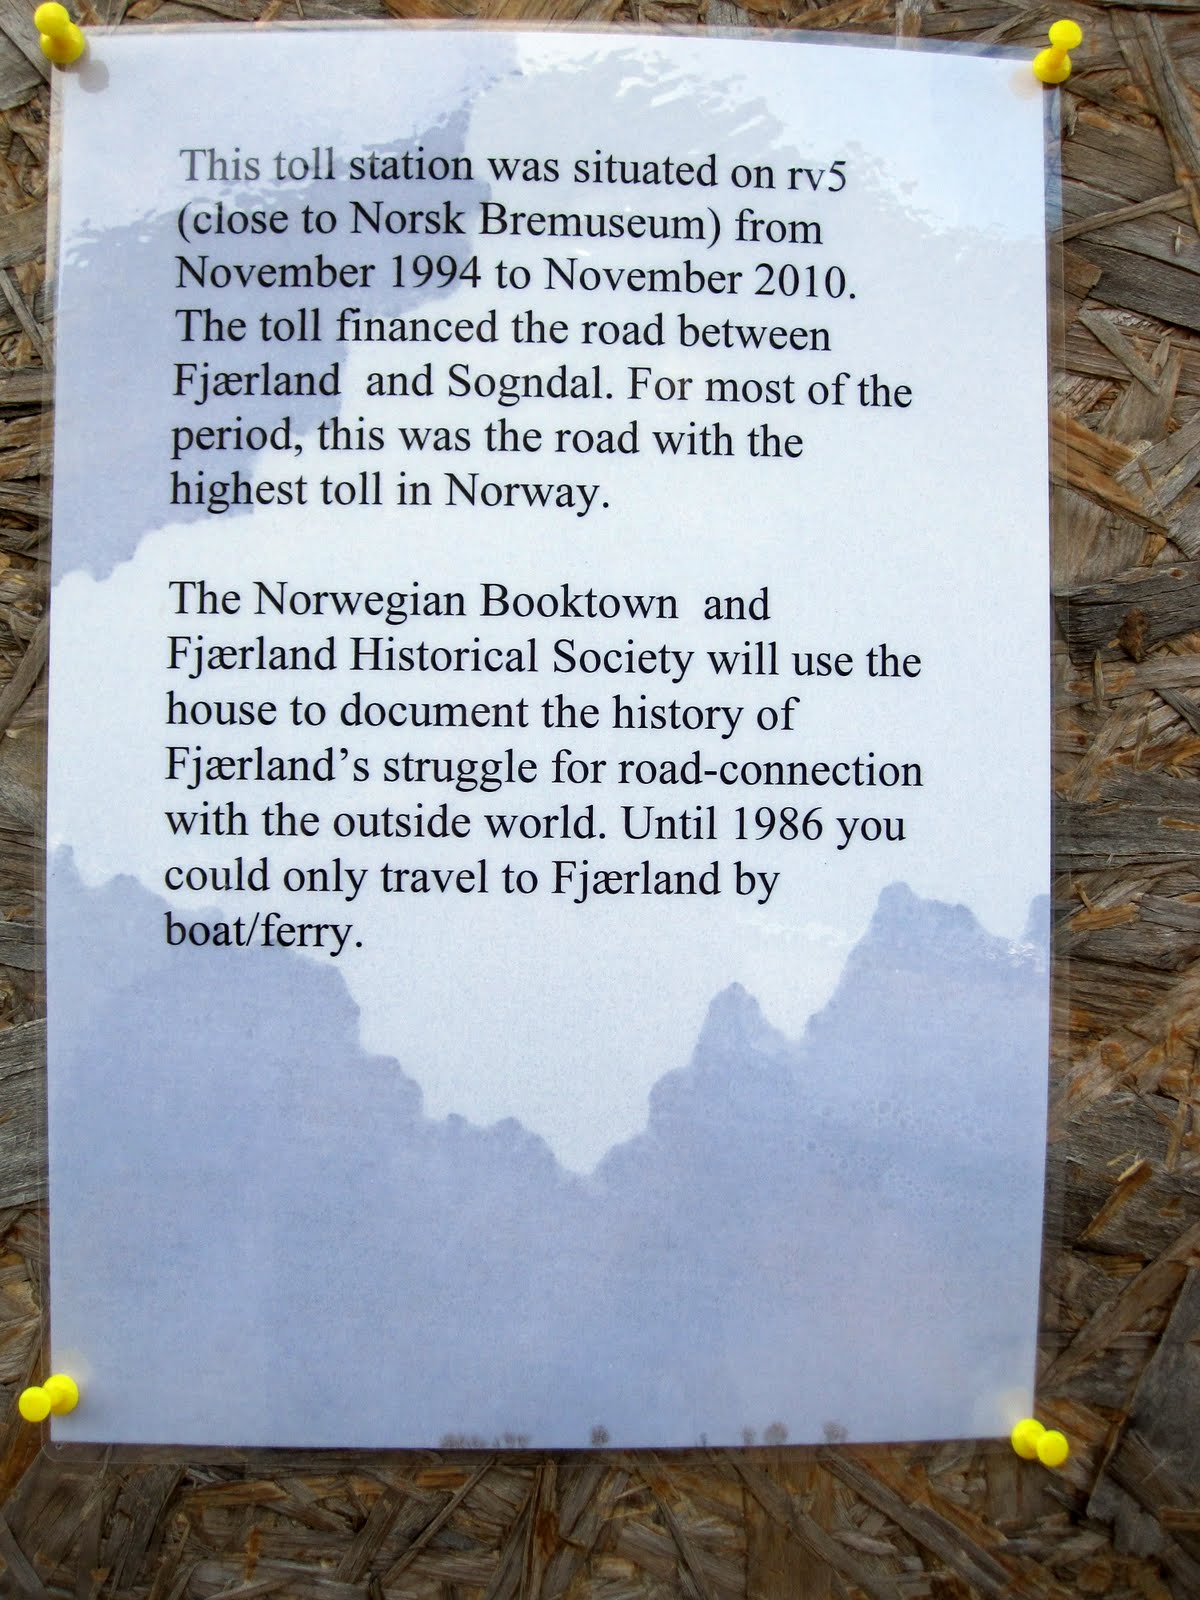 This toll station was situated on rv5
(close to Norsk Bremuseum) from
November 1994 to November 2010.
The toll financed the road between
Fjærland  and Sogndal. For most of the
period, this was the road with the
highest toll in Norway.
The Norwegian Booktown  and
Fjærland Historical Society will use the
house to document the history of
Fjærland’s struggle for road-connection
with the outside world. Until 1986 you
could only travel to Fjærland by
boat/ferry.